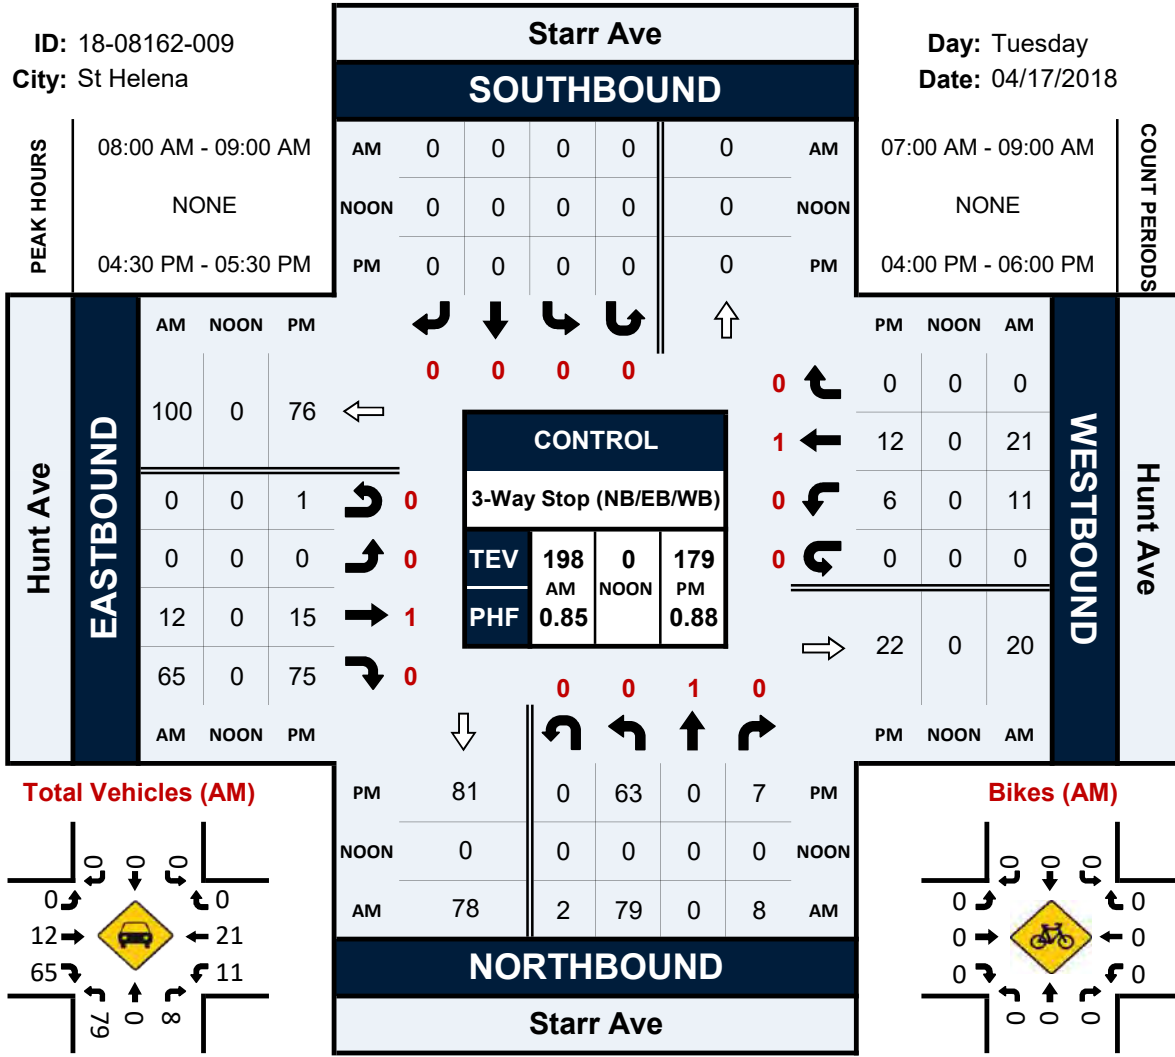 ID: 18-08162-009
City: St Helena
Starr Ave
SOUTHBOUND
Day: Tuesday
Date: 04/17/2018
PEAK HOURS
08:00 AM - 09:00 AM
NONE
04:30 PM - 05:30 PM
AM 0 0 0 0 0 AM
NOON 0 0 0 0 0 NOON
PM 0 0 0 0 0 PM
07:00 AM - 09:00 AM
NONE
04:00 PM - 06:00 PM
COUNT PERIODS
0 0 0 0
Hunt Ave
EASTBOUND
AM NOON PM
100 0 76
0 0 1 0
0 0 0 0
12 0 15 1
65 0 75 0
AM NOON PM
CONTROL
3-Way Stop (NB/EB/WB)
TEV 198 0 179
AM NOON PM
PHF 0.85 0.88
PM NOON AM
0 0 0 0
1 12 0 21
0 6 0 11
0 0 0 0
22 0 20
PM NOON AM
WESTBOUND
Hunt Ave
0 0 1 0
PM 81 0 63 0 7 PM
NOON 0 0 0 0 0 NOON
AM 78 2 79 0 8 AM
NORTHBOUND
Starr Ave
Total Vehicles (AM)
0 0 0
0 0
12 21
65 11
79 0 8
Bikes (AM)
0 0 0
0 0
0 0
0 0
0 0 0